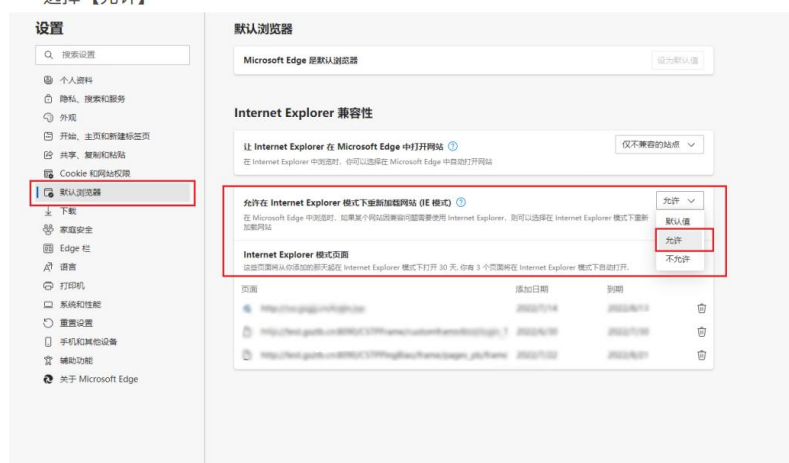 选择【允许】
设置
搜索设置
个人资料
隐私、搜索和服务
外观
开始、主页和新建标签页
共享、复制和粘贴
Cookie 和网站权限
默认浏览器
下载
家庭安全
Edge 栏
语言
打印机
系统和性能
重置设置
手机和其他设备
辅助功能
关于 Microsoft Edge
默认浏览器
Microsoft Edge 是默认浏览器
设为默认值
Internet Explorer 兼容性
让 Internet Explorer 在 Microsoft Edge 中打开网站
仅不兼容的站点
在 Internet Explorer 中浏览时，你可以选择在 Microsoft Edge 中自动打开网站
允许在 Internet Explorer 模式下重新加载网站 (IE 模式)
允许
在 Microsoft Edge 中浏览时，如果某个网站因兼容问题需要使用 Internet Explorer，则可以选择在 Internet Explorer 模式下重新
加载网站
默认值
允许
不允许
Internet Explorer 模式页面
这些页面将从你添加的那天起在 Internet Explorer 模式下打开 30 天。你有 3 个页面将在 Internet Explorer 模式下自动打开。
页面
添加日期
到期